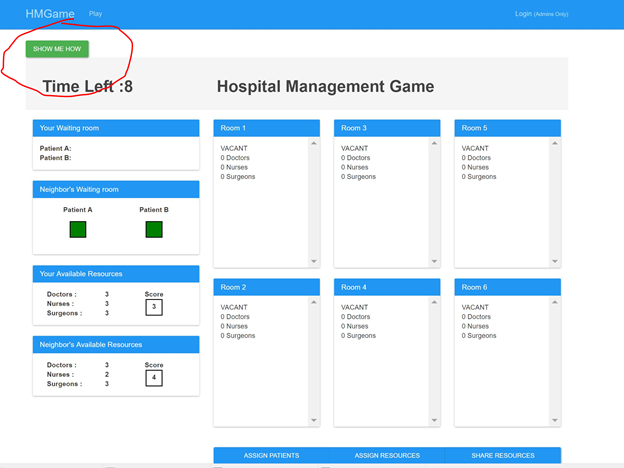 HMGame Play Login (Admins Only)
SHOW ME HOW
Time Left :8
Hospital Management Game
Your Waiting room
Patient A:
Patient B:
Neighbor's Waiting room
Patient A Patient B
Your Available Resources
Doctors : 3 Score
Nurses : 3 3
Surgeons : 3
Neighbor's Available Resources
Doctors : 3 Score
Nurses : 2 4
Surgeons : 3
Room 1
VACANT
0 Doctors
0 Nurses
0 Surgeons
Room 3
VACANT
0 Doctors
0 Nurses
0 Surgeons
Room 5
VACANT
0 Doctors
0 Nurses
0 Surgeons
Room 2
VACANT
0 Doctors
0 Nurses
0 Surgeons
Room 4
VACANT
0 Doctors
0 Nurses
0 Surgeons
Room 6
VACANT
0 Doctors
0 Nurses
0 Surgeons
ASSIGN PATIENTS ASSIGN RESOURCES SHARE RESOURCES